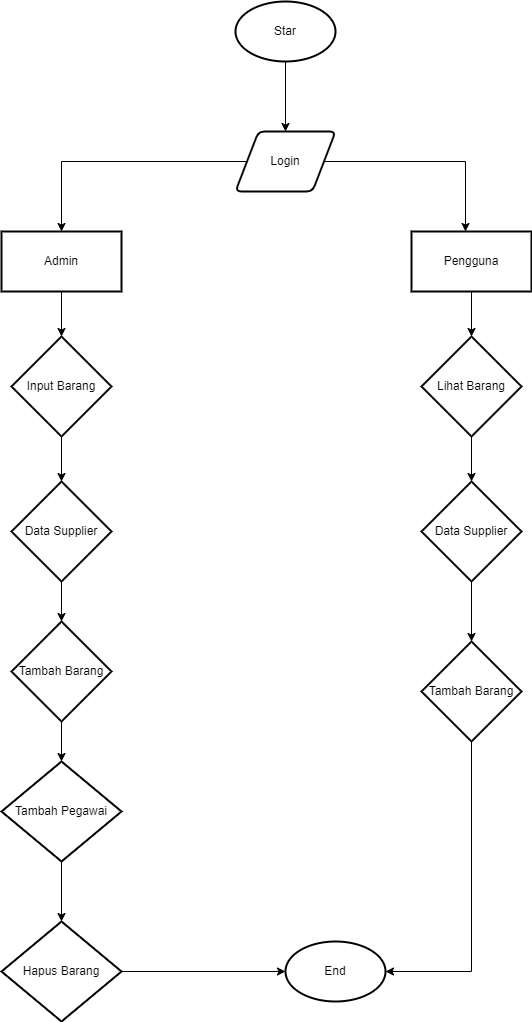 Star
Login
Admin
Pengguna
Input Barang
Lihat Barang
Data Supplier
Data Supplier
Tambah Barang
Tambah Barang
Tambah Pegawai
Hapus Barang
End